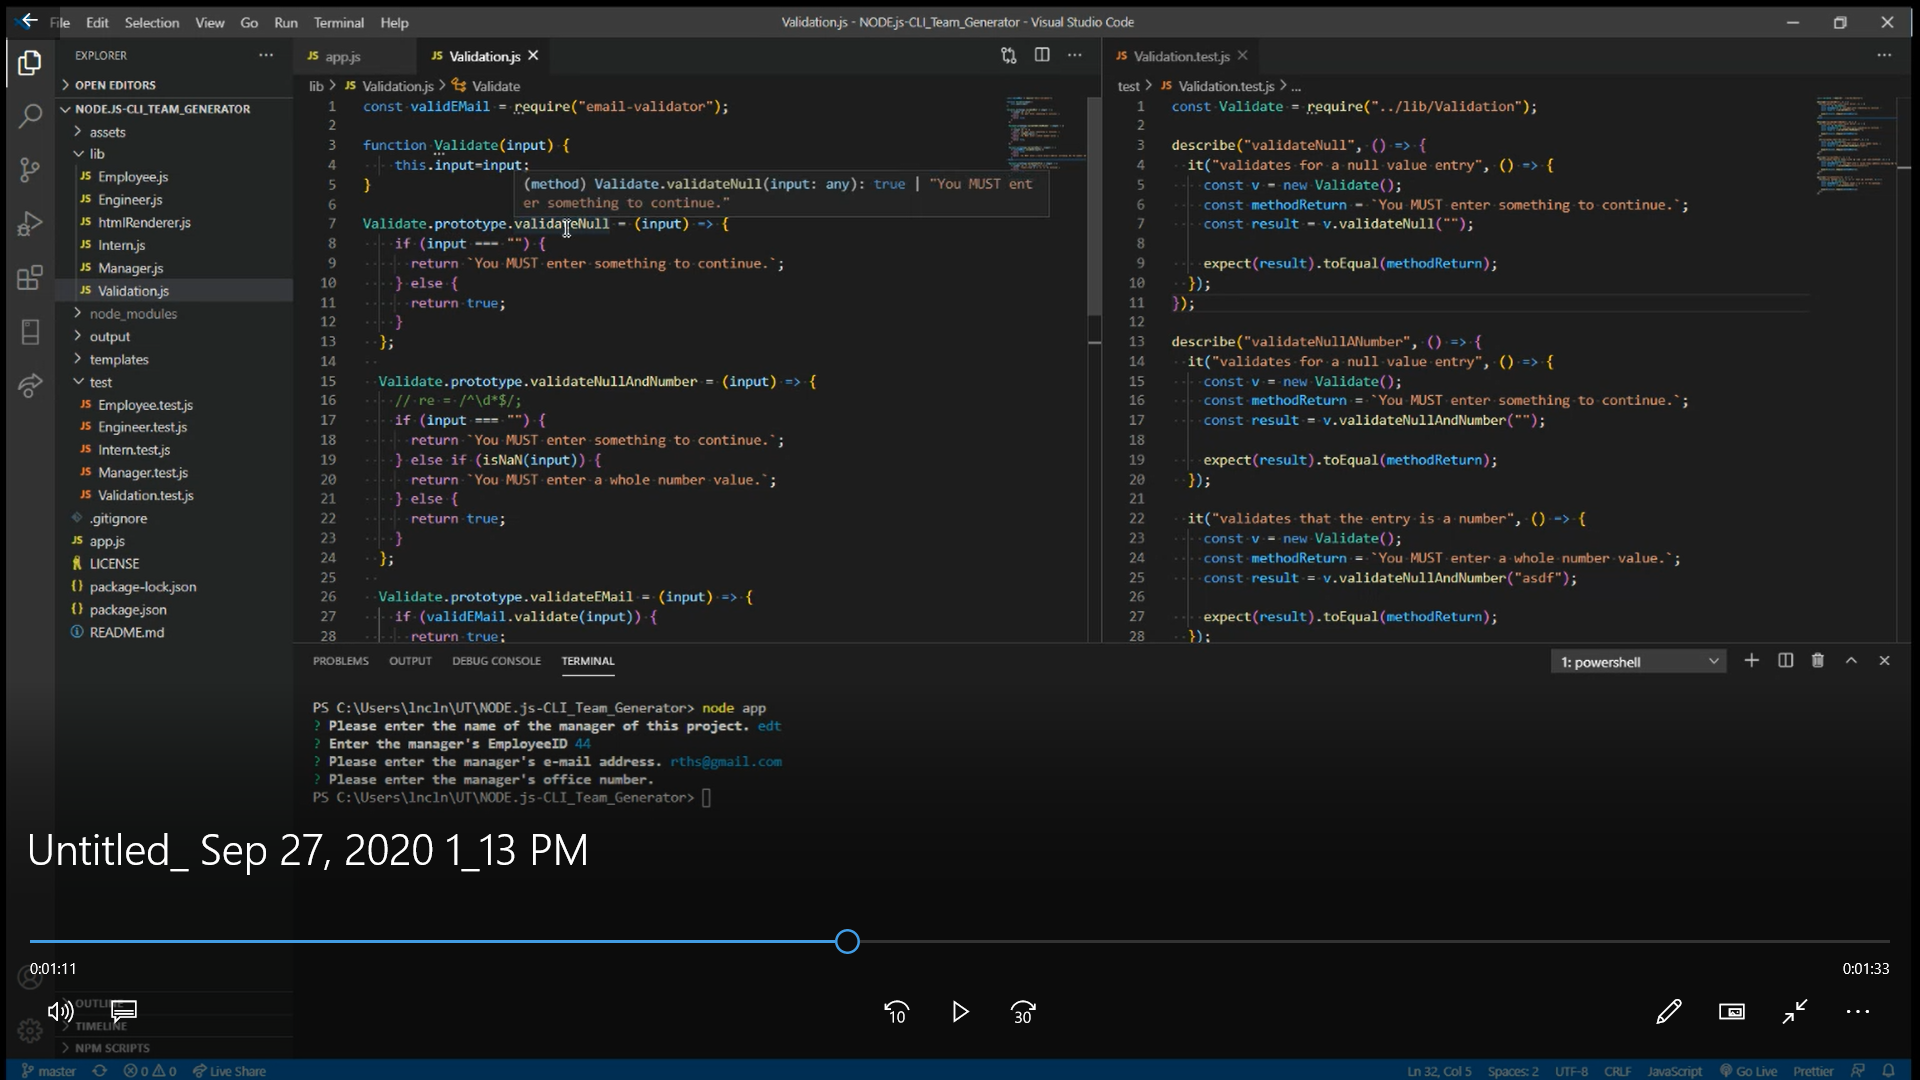 File Edit Selection View Go Run Terminal Help
Validation.js - NODE.js-CLI_Team_Generator - Visual Studio Code
EXPLORER
OPEN EDITORS
NODE.JS-CLI_TEAM_GENERATOR
assets
lib
JS Employee.js
JS Engineer.js
JS htmlRenderer.js
JS Intern.js
JS Manager.js
JS Validation.js
node_modules
output
templates
test
JS Employee.test.js
JS Engineer.test.js
JS Intern.test.js
JS Manager.test.js
JS Validation.test.js
.gitignore
JS app.js
LICENSE
{} package-lock.json
{} package.json
README.md
OUTLINE
TIMELINE
NPM SCRIPTS
JS app.js JS Validation.js
lib > JS Validation.js > Validate
1 const validEMail = require("email-validator");
2
3 function Validate(input) {
4 this.input=input;
5 }
(method) Validate.validateNull(input: any): true | "You MUST ent
er something to continue."
6
7 Validate.prototype.validateNull = (input) => {
8 if (input === "") {
9 return `You MUST enter something to continue.`;
10 } else {
11 return true;
12 }
13 };
14
15 Validate.prototype.validateNullAndNumber = (input) => {
16 // re = /^\d*$/;
17 if (input === "") {
18 return `You MUST enter something to continue.`;
19 } else if (isNaN(input)) {
20 return `You MUST enter a whole number value.`;
21 } else {
22 return true;
23 }
24 };
25
26 Validate.prototype.validateEMail = (input) => {
27 if (validEMail.validate(input)) {
28 return true;
JS Validation.test.js
test > JS Validation.test.js > ...
1 const Validate = require("../lib/Validation");
2
3 describe("validateNull", () => {
4 it("validates for a null value entry", () => {
5 const v = new Validate();
6 const methodReturn = `You MUST enter something to continue.`;
7 const result = v.validateNull("");
8
9 expect(result).toEqual(methodReturn);
10 });
11 });
12
13 describe("validateNullANumber", () => {
14 it("validates for a null value entry", () => {
15 const v = new Validate();
16 const methodReturn = `You MUST enter something to continue.`;
17 const result = v.validateNullAndNumber("");
18
19 expect(result).toEqual(methodReturn);
20 });
21
22 it("validates that the entry is a number", () => {
23 const v = new Validate();
24 const methodReturn = `You MUST enter a whole number value.`;
25 const result = v.validateNullAndNumber("asdf");
26
27 expect(result).toEqual(methodReturn);
28 });
PROBLEMS OUTPUT DEBUG CONSOLE TERMINAL
1: powershell
PS C:\Users\lncln\UT\NODE.js-CLI_Team_Generator> node app
? Please enter the name of the manager of this project. edt
? Enter the manager's EmployeeID 44
? Please enter the manager's e-mail address. rths@gmail.com
? Please enter the manager's office number.
PS C:\Users\lncln\UT\NODE.js-CLI_Team_Generator>
Untitled_ Sep 27, 2020 1_13 PM
0:01:11
0:01:33
10
30
master 0 0 Live Share
Ln 32, Col 5 Spaces: 2 UTF-8 CRLF JavaScript Go Live Prettier